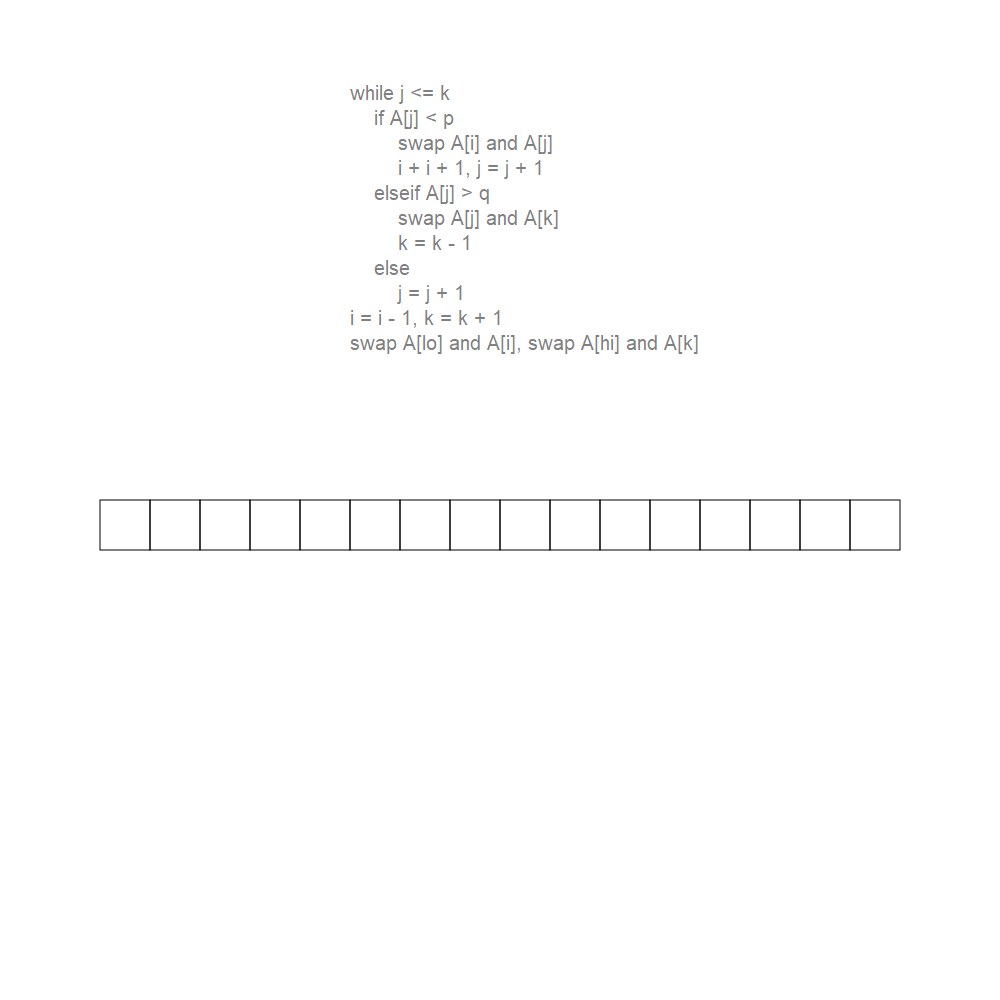 while j <= k
if A[j] < p
swap A[i] and A[j]
i + i + 1, j = j + 1
elseif A[j] > q
swap A[j] and A[k]
k = k - 1
else
j = j + 1
i = i - 1, k = k + 1
swap A[lo] and A[i], swap A[hi] and A[k]